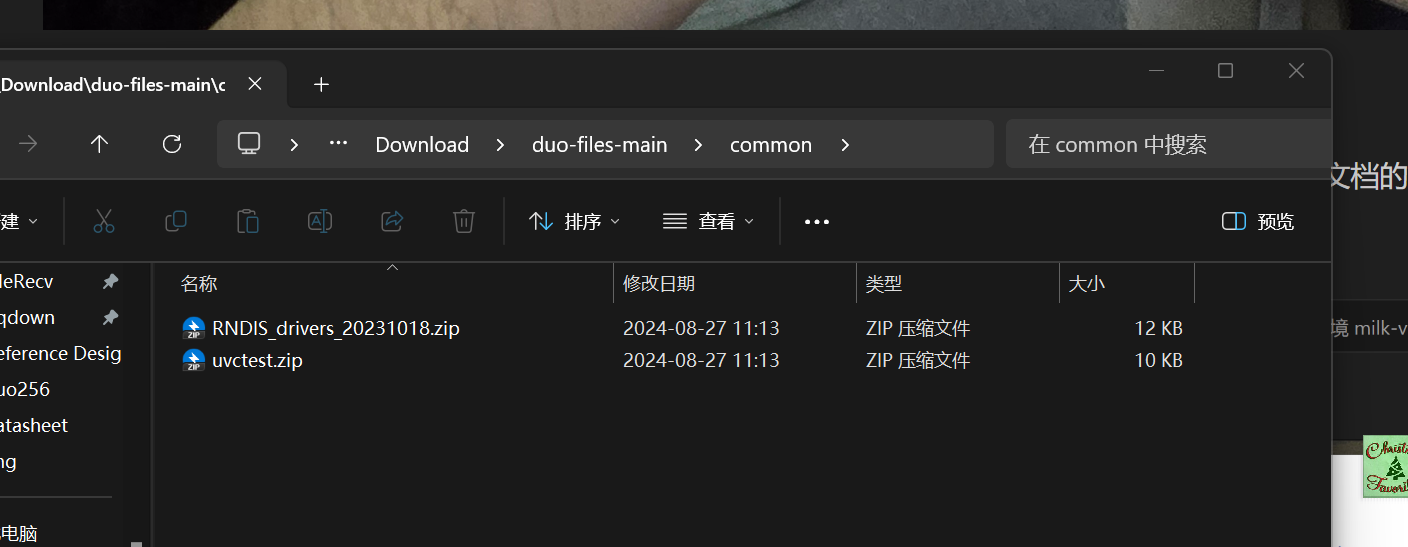 Download\duo-files-main\c
Download duo-files-main common 在 common 中搜索
文档的
建 排序 查看 ... 预览
名称 修改日期 类型 大小
leRecv
RNDIS_drivers_20231018.zip 2024-08-27 11:13 ZIP 压缩文件 12 KB
qdown
境 milk-v
uvctest.zip 2024-08-27 11:13 ZIP 压缩文件 10 KB
eference Desig
uo256
atasheet
ng
电脑